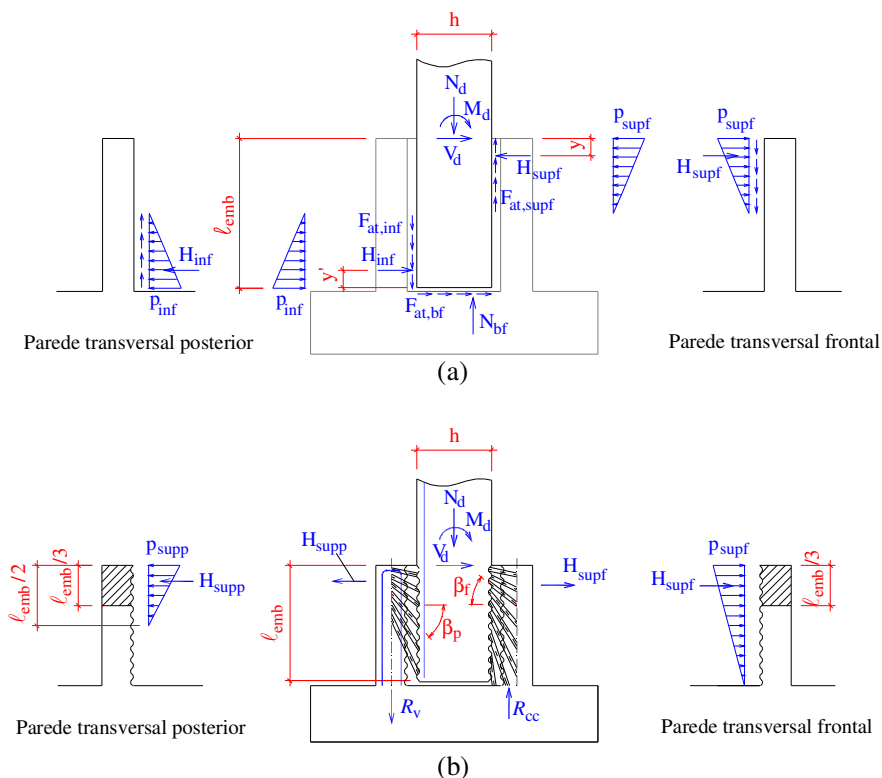 h
N_d
M_d
V_d
y
H_supf
F_at,supf
p_supf
p_supf
H_supf
ℓ_emb
F_at,inf
H_inf
H_inf
y'
p_inf
p_inf
F_at,bf
N_bf
Parede transversal posterior
Parede transversal frontal
(a)
h
N_d
M_d
V_d
H_supp
H_supf
p_supp
H_supp
ℓ_emb/2
ℓ_emb/3
ℓ_emb
β_f
β_p
p_supf
H_supf
ℓ_emb/3
R_v
R_cc
Parede transversal posterior
Parede transversal frontal
(b)